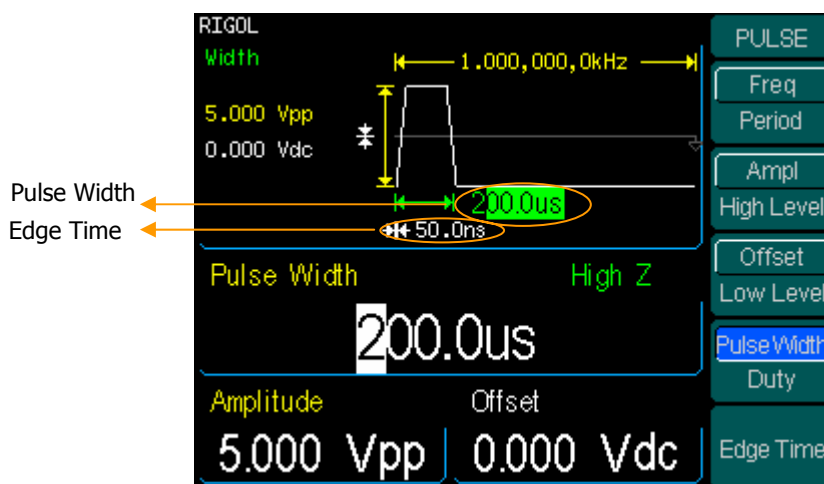 RIGOL
Width
1.000,000,0kHz
5.000 Vpp
0.000 Vdc
200.0us
50.0ns
Pulse Width
Edge Time
Pulse Width High Z
200.0us
Amplitude Offset
5.000 Vpp 0.000 Vdc
PULSE
Freq
Period
Ampl
High Level
Offset
Low Level
Pulse Width
Duty
Edge Time